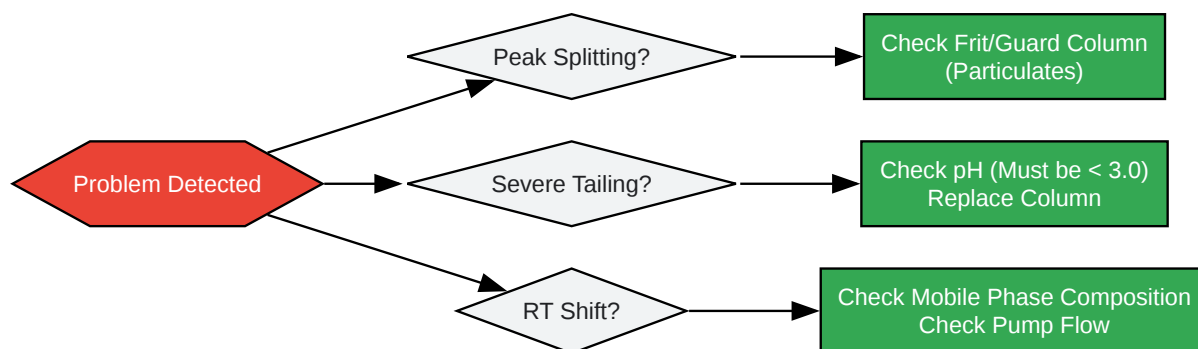 Problem Detected
Peak Splitting?
Check Frit/Guard Column
(Particulates)
Severe Tailing?
Check pH (Must be < 3.0)
Replace Column
RT Shift?
Check Mobile Phase Composition
Check Pump Flow